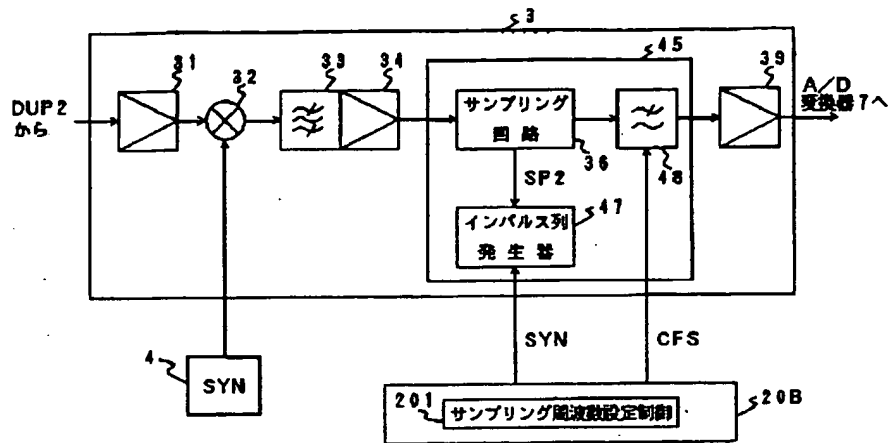 3
31
32
33
34
45
39
DUP2
から
サンプリング
回路
36
48
A/D
変換器7へ
SP2
47
インパルス列
発生器
4
SYN
SYN
CFS
201
サンプリング周波数設定制御
20B